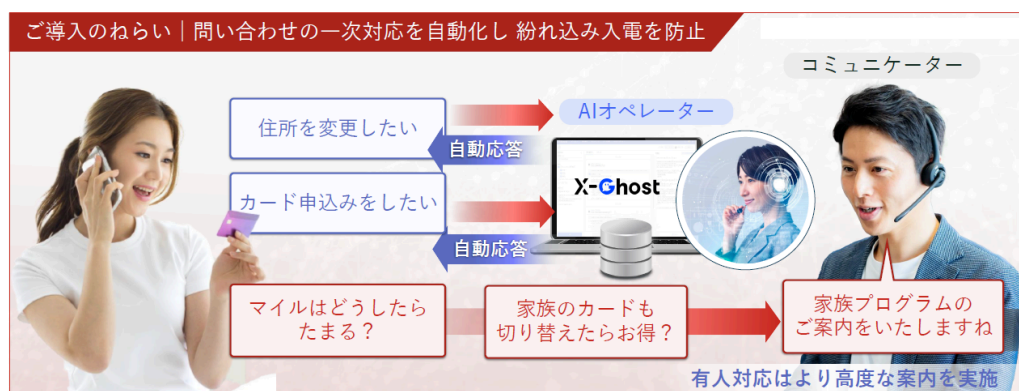 ご導入のねらい｜問い合わせの一次対応を自動化し 紛れ込み入電を防止
コミュニケーター
住所を変更したい
AIオペレーター
自動応答
X-Ghost
カード申込みをしたい
自動応答
マイルはどうしたら
たまる？
家族のカードも
切り替えたらお得？
家族プログラムの
ご案内をいたしますね
有人対応はより高度な案内を実施